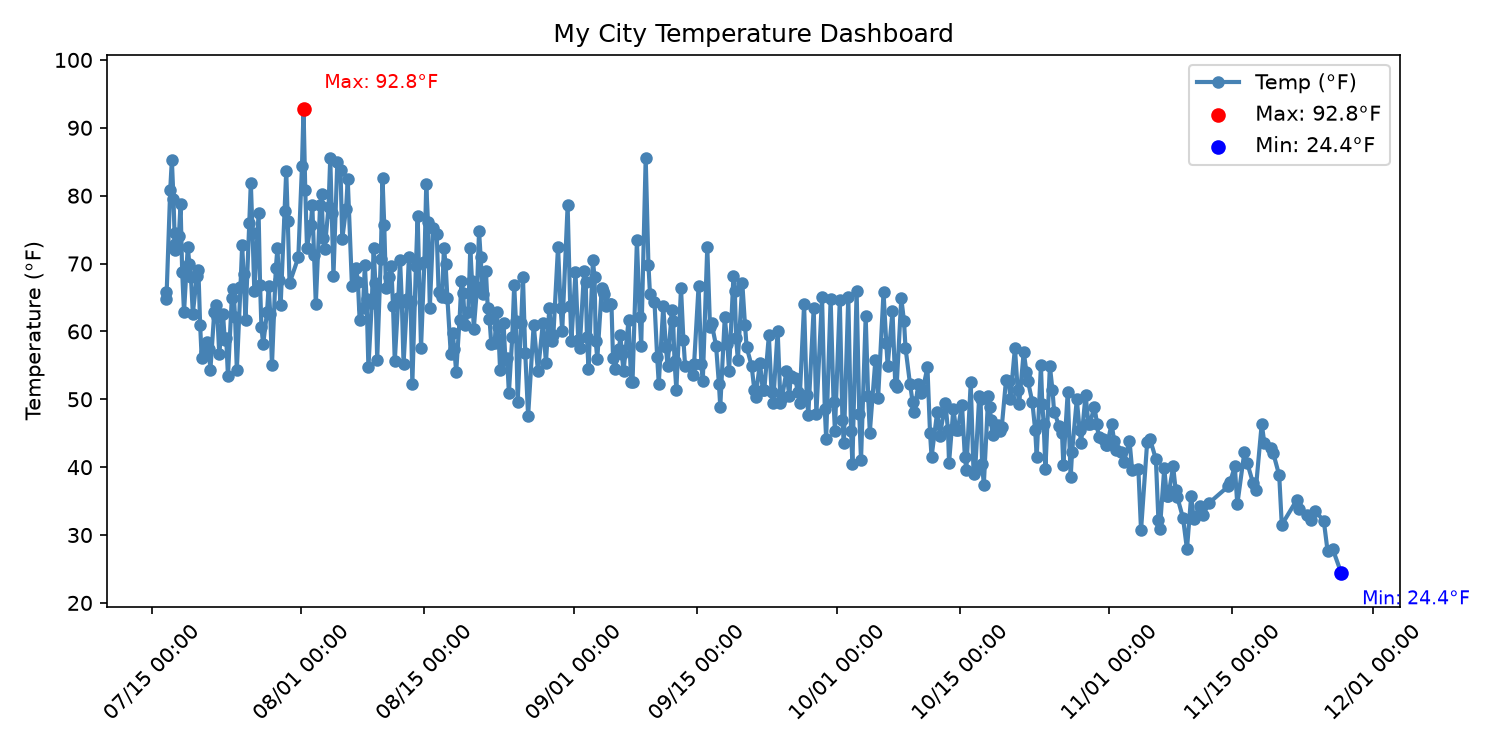 My City Temperature Dashboard
Temperature (°F)
100
90
80
70
60
50
40
30
20
Max: 92.8°F
Temp (°F)
Max: 92.8°F
Min: 24.4°F
Min: 24.4°F
07/15 00:00
08/01 00:00
08/15 00:00
09/01 00:00
09/15 00:00
10/01 00:00
10/15 00:00
11/01 00:00
11/15 00:00
12/01 00:00